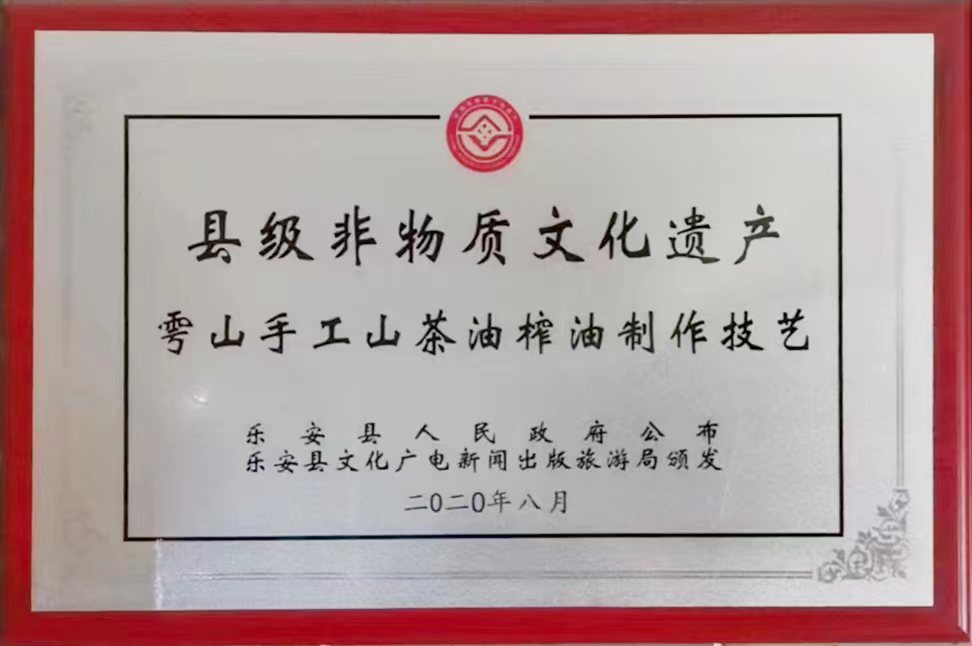 县级非物质文化遗产
雩山手工山茶油榨油制作技艺
乐安县人民政府公布
乐安县文化广电新闻出版旅游局颁发
二〇二〇年八月